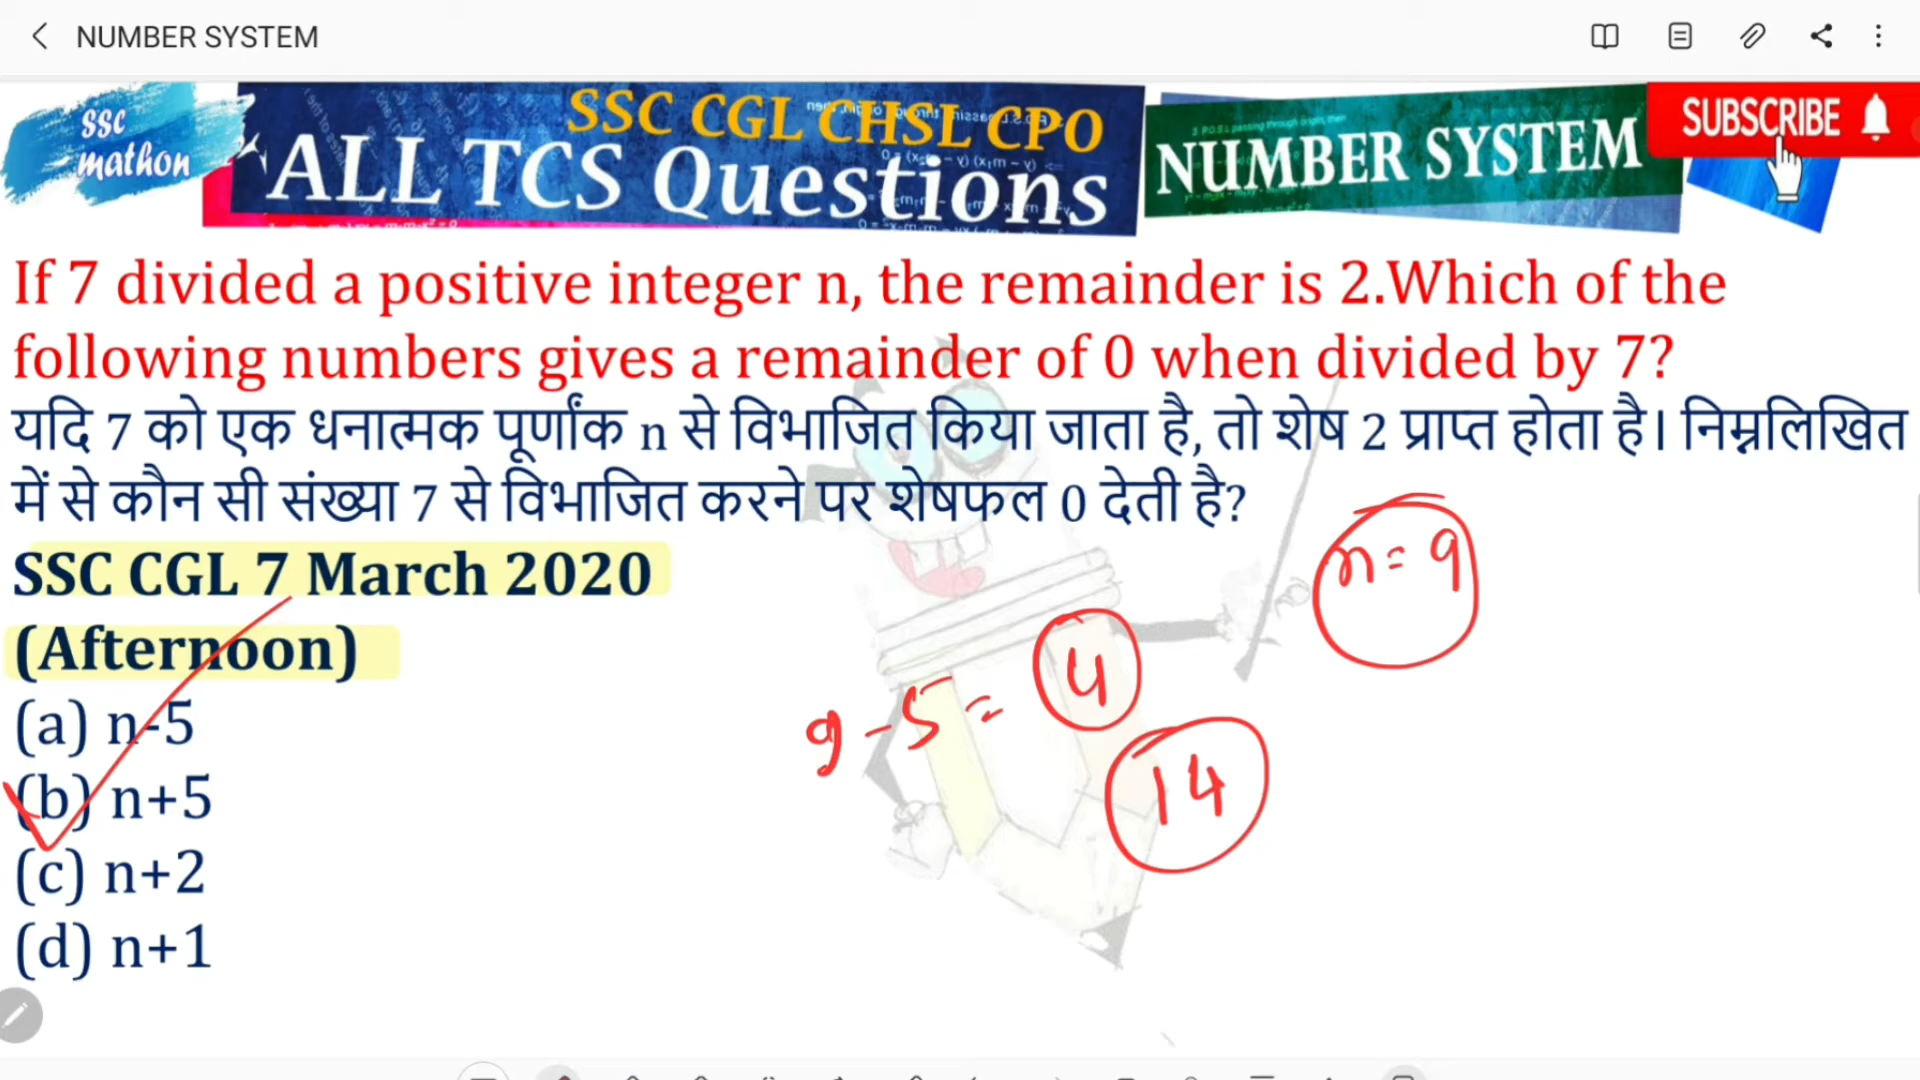 NUMBER SYSTEM
SSC
mathon
SSC CGL CHSL CPO
ALL TCS Questions
NUMBER SYSTEM
SUBSCRIBE
If 7 divided a positive integer n, the remainder is 2.Which of the
following numbers gives a remainder of 0 when divided by 7?
यदि 7 को एक धनात्मक पूर्णांक n से विभाजित किया जाता है, तो शेष 2 प्राप्त होता है। निम्नलिखित
में से कौन सी संख्या 7 से विभाजित करने पर शेषफल 0 देती है?
n = 9
SSC CGL 7 March 2020
(Afternoon)
9 - 5 = 4
14
(a) n-5
(b) n+5
(c) n+2
(d) n+1